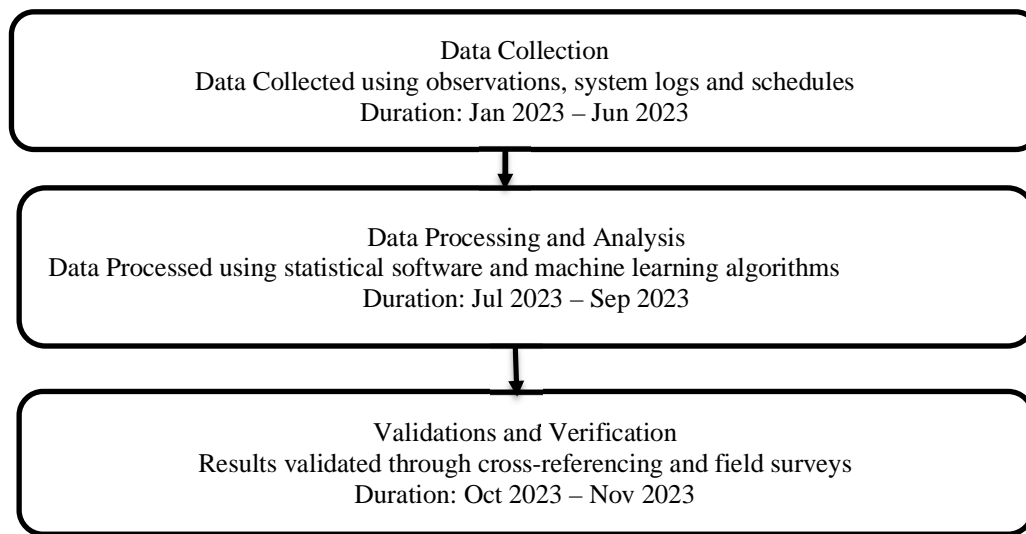 Data Collection
Data Collected using observations, system logs and schedules
Duration: Jan 2023 – Jun 2023
Data Processing and Analysis
Data Processed using statistical software and machine learning algorithms
Duration: Jul 2023 – Sep 2023
Validations and Verification
Results validated through cross-referencing and field surveys
Duration: Oct 2023 – Nov 2023